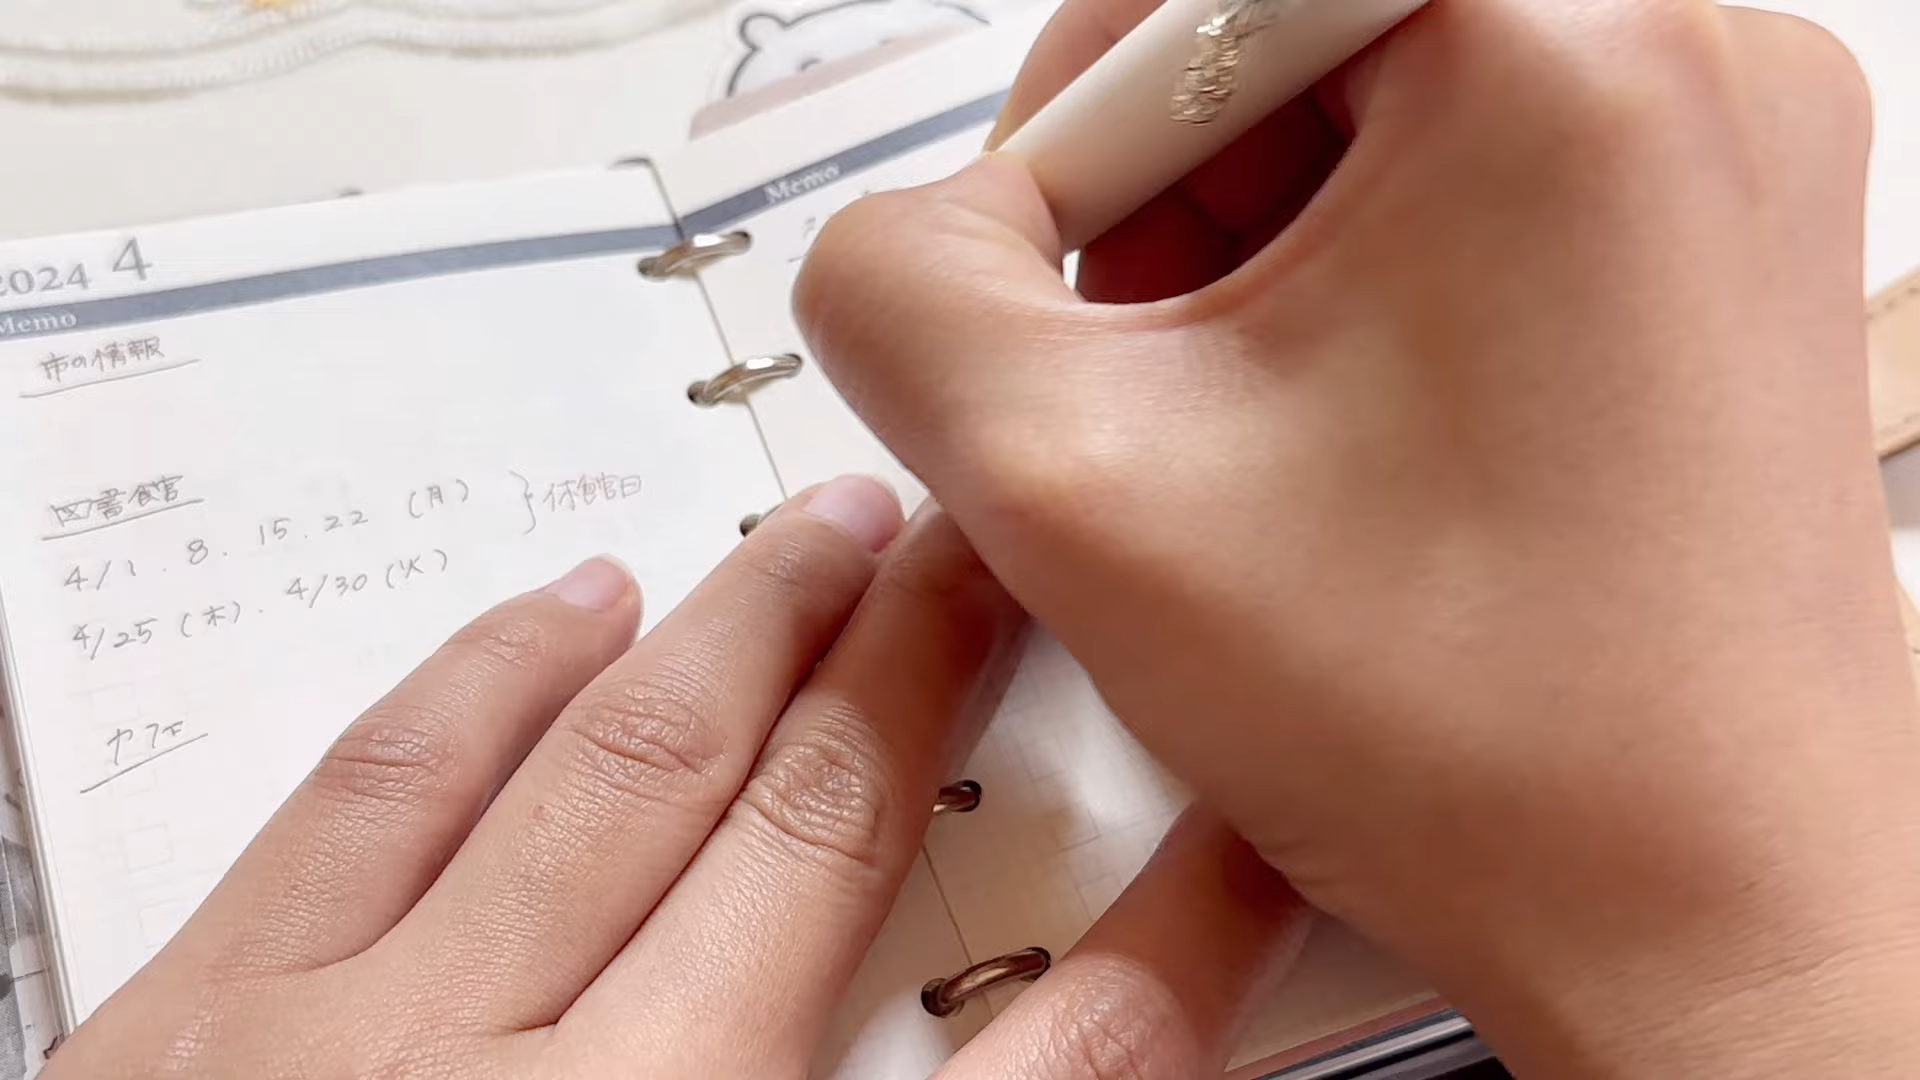 2024 4
Memo
市の情報
図書館
4/1. 8. 15. 22 (月) }休館日
4/25 (木). 4/30 (火)
カフェ
Memo